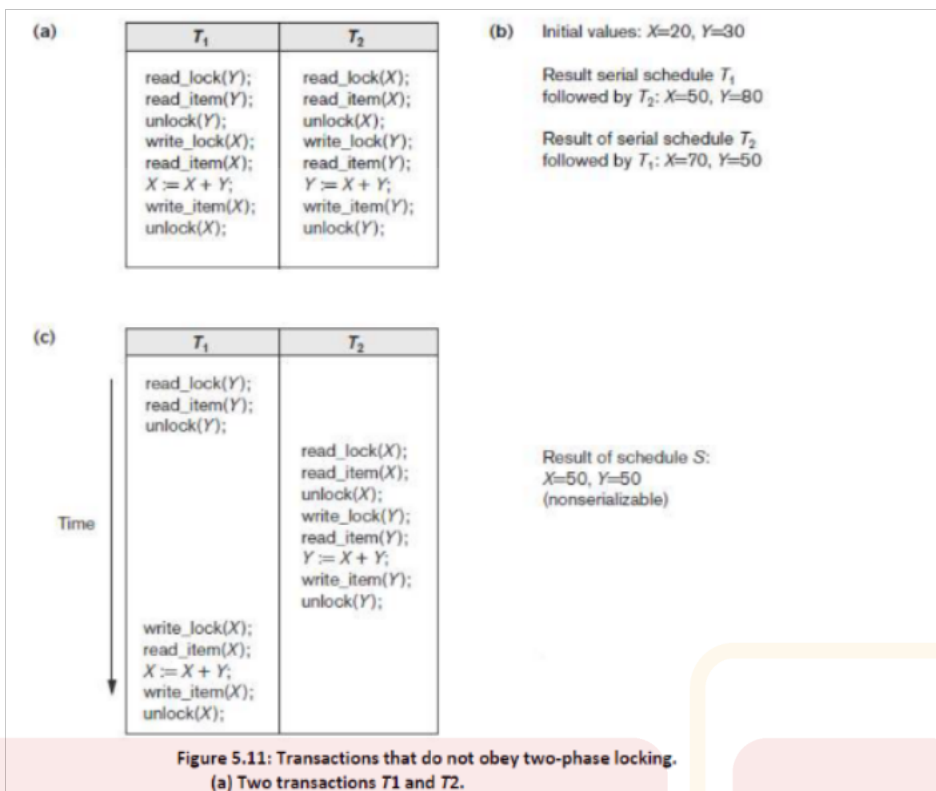 (a)
T1 T2
read_lock(Y); read_lock(X);
read_item(Y); read_item(X);
unlock(Y); unlock(X);
write_lock(X); write_lock(Y);
read_item(X); read_item(Y);
X := X + Y; Y := X + Y;
write_item(X); write_item(Y);
unlock(X); unlock(Y);
(b) Initial values: X=20, Y=30
Result serial schedule T1
followed by T2: X=50, Y=80
Result of serial schedule T2
followed by T1: X=70, Y=50
(c)
T1 T2
Time
read_lock(Y);
read_item(Y);
unlock(Y);
read_lock(X);
read_item(X);
unlock(X);
write_lock(Y);
read_item(Y);
Y := X + Y;
write_item(Y);
unlock(Y);
write_lock(X);
read_item(X);
X := X + Y;
write_item(X);
unlock(X);
Result of schedule S:
X=50, Y=50
(nonserializable)
Figure 5.11: Transactions that do not obey two-phase locking.
(a) Two transactions T1 and T2.